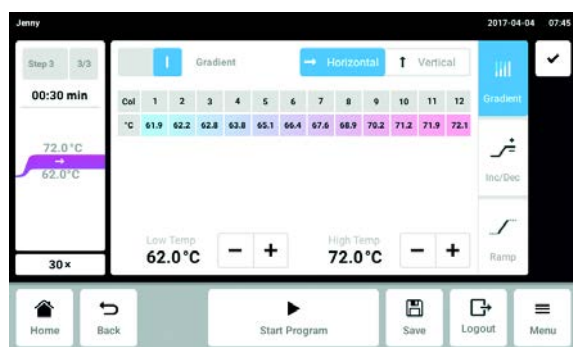 Jenny 2017-04-04 07:45
Step 3 3/3
00:30 min
72.0°C
62.0°C
30×
Gradient Horizontal Vertical
Col 1 2 3 4 5 6 7 8 9 10 11 12
°C 61.9 62.2 62.8 63.8 65.1 66.4 67.6 68.9 70.2 71.2 71.9 72.1
Low Temp High Temp
62.0°C − + 72.0°C − +
Gradient
Inc/Dec
Ramp
Home Back Start Program Save Logout Menu